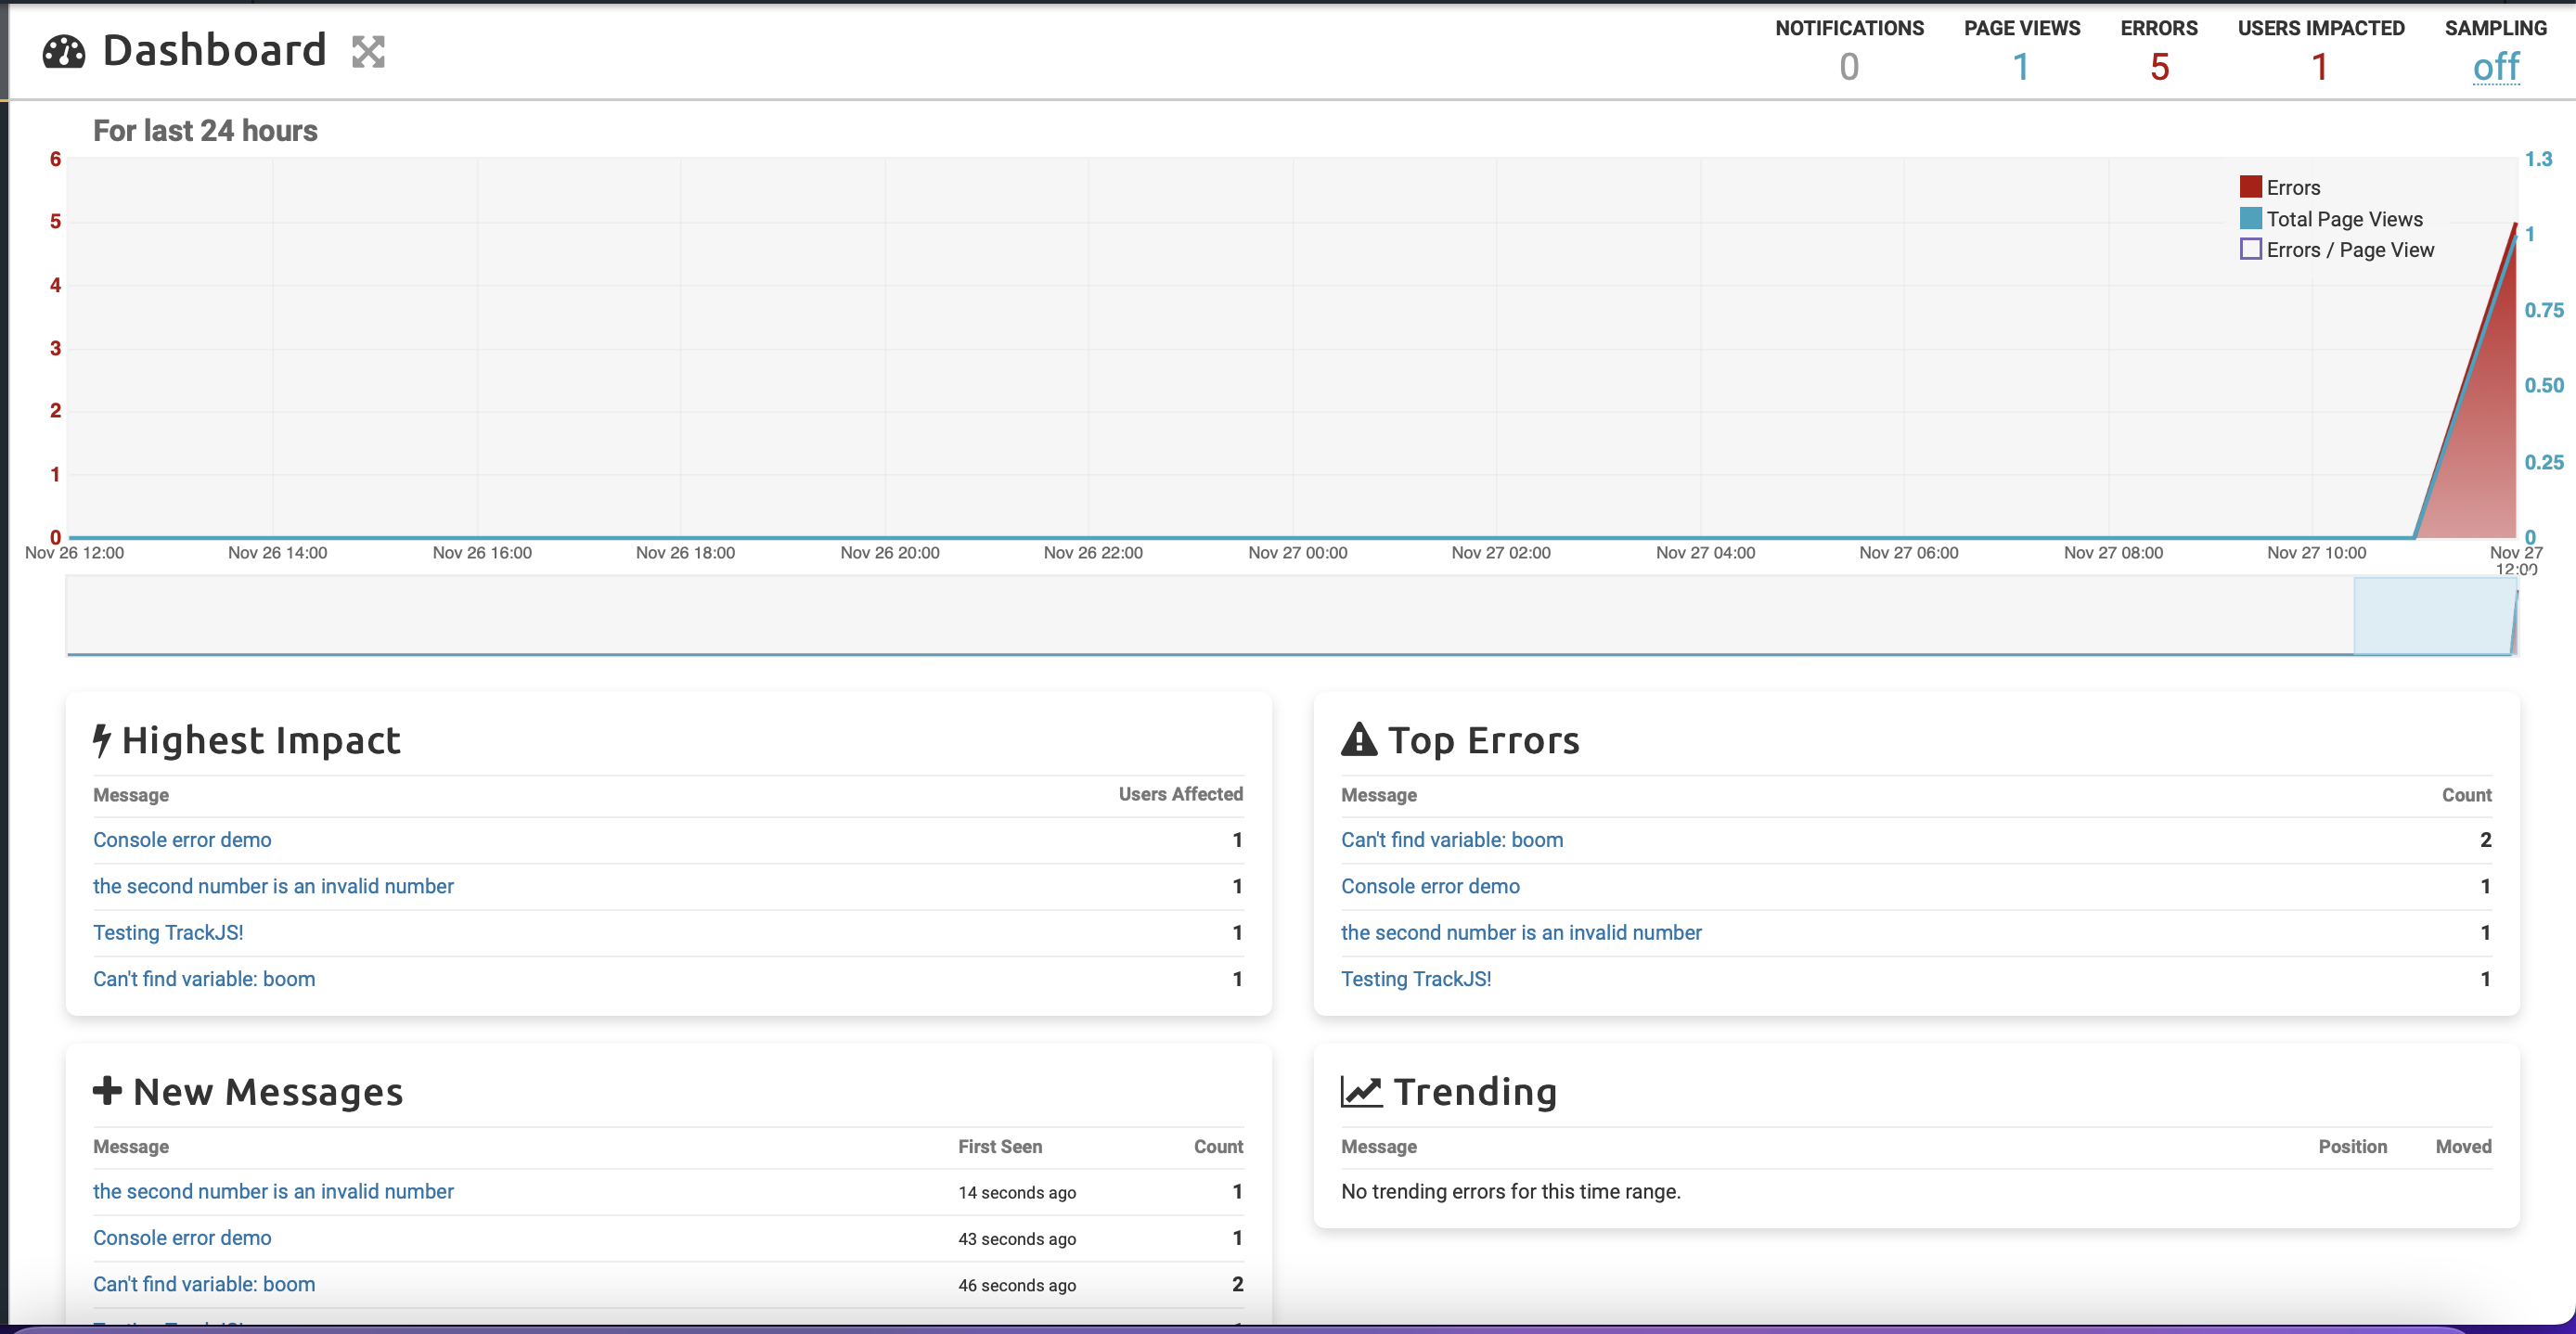 Dashboard
NOTIFICATIONS PAGE VIEWS ERRORS USERS IMPACTED SAMPLING
0 1 5 1 off
For last 24 hours
6 1.3
Errors
5
Total Page Views
1
Errors / Page View
4
0.75
3
0.50
2
0.25
1
0 0
Nov 26 12:00 Nov 26 14:00 Nov 26 16:00 Nov 26 18:00 Nov 26 20:00 Nov 26 22:00 Nov 27 00:00 Nov 27 02:00 Nov 27 04:00 Nov 27 06:00 Nov 27 08:00 Nov 27 10:00 Nov 27
12:00
Highest Impact
Message Users Affected
Console error demo 1
the second number is an invalid number 1
Testing TrackJS! 1
Can't find variable: boom 1
Top Errors
Message Count
Can't find variable: boom 2
Console error demo 1
the second number is an invalid number 1
Testing TrackJS! 1
New Messages
Message First Seen Count
the second number is an invalid number 14 seconds ago 1
Console error demo 43 seconds ago 1
Can't find variable: boom 46 seconds ago 2
Trending
Message Position Moved
No trending errors for this time range.